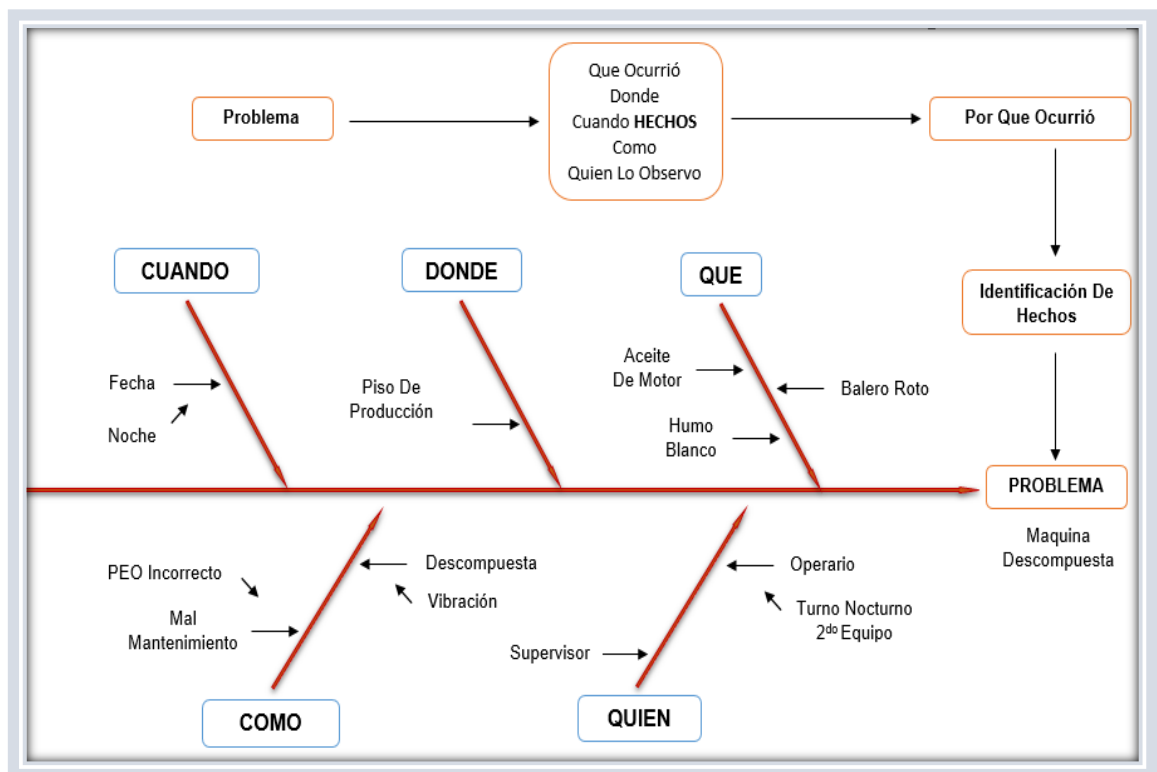 Problema
Que Ocurrió
Donde
Cuando HECHOS
Como
Quien Lo Observo
Por Que Ocurrió
Identificación De
Hechos
CUANDO
DONDE
QUE
Fecha
Noche
Piso De
Producción
Aceite
De Motor
Balero Roto
Humo
Blanco
PROBLEMA
Maquina
Descompuesta
PEO Incorrecto
Mal
Mantenimiento
Descompuesta
Vibración
Operario
Turno Nocturno
2do Equipo
Supervisor
COMO
QUIEN